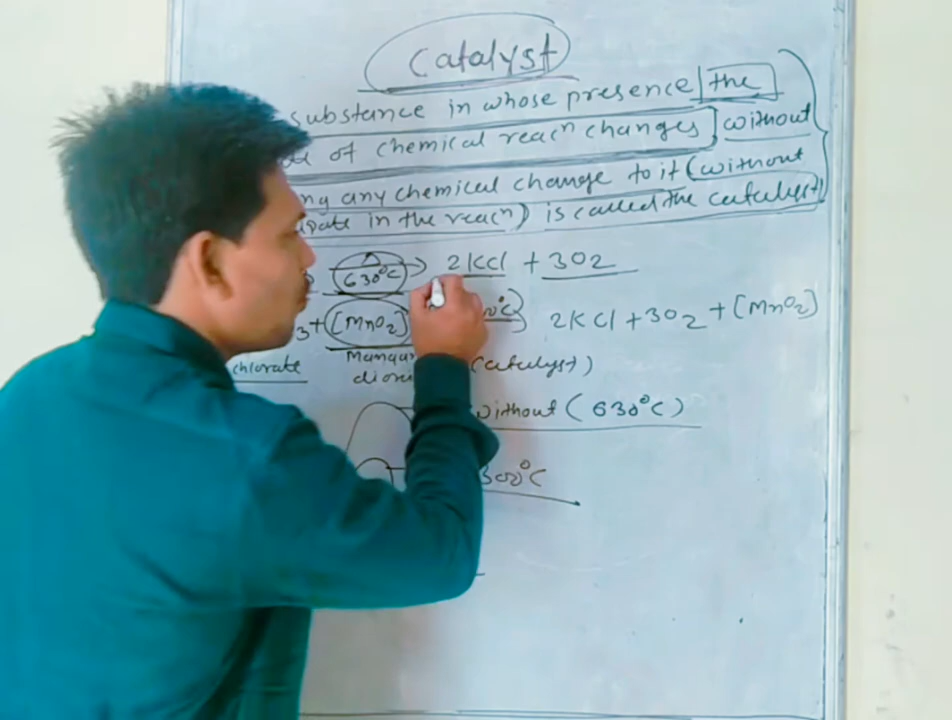 Catalyst
substance in whose presence the
of chemical reacn changes without
any chemical change to it (without
in the reacn) is called the catalyst)
Δ 630°C → 2KCl + 3O2
3 + [MnO2] 2KCl + 3O2 + [MnO2]
chlorate (Catalyst)
without (630°C)
300°C